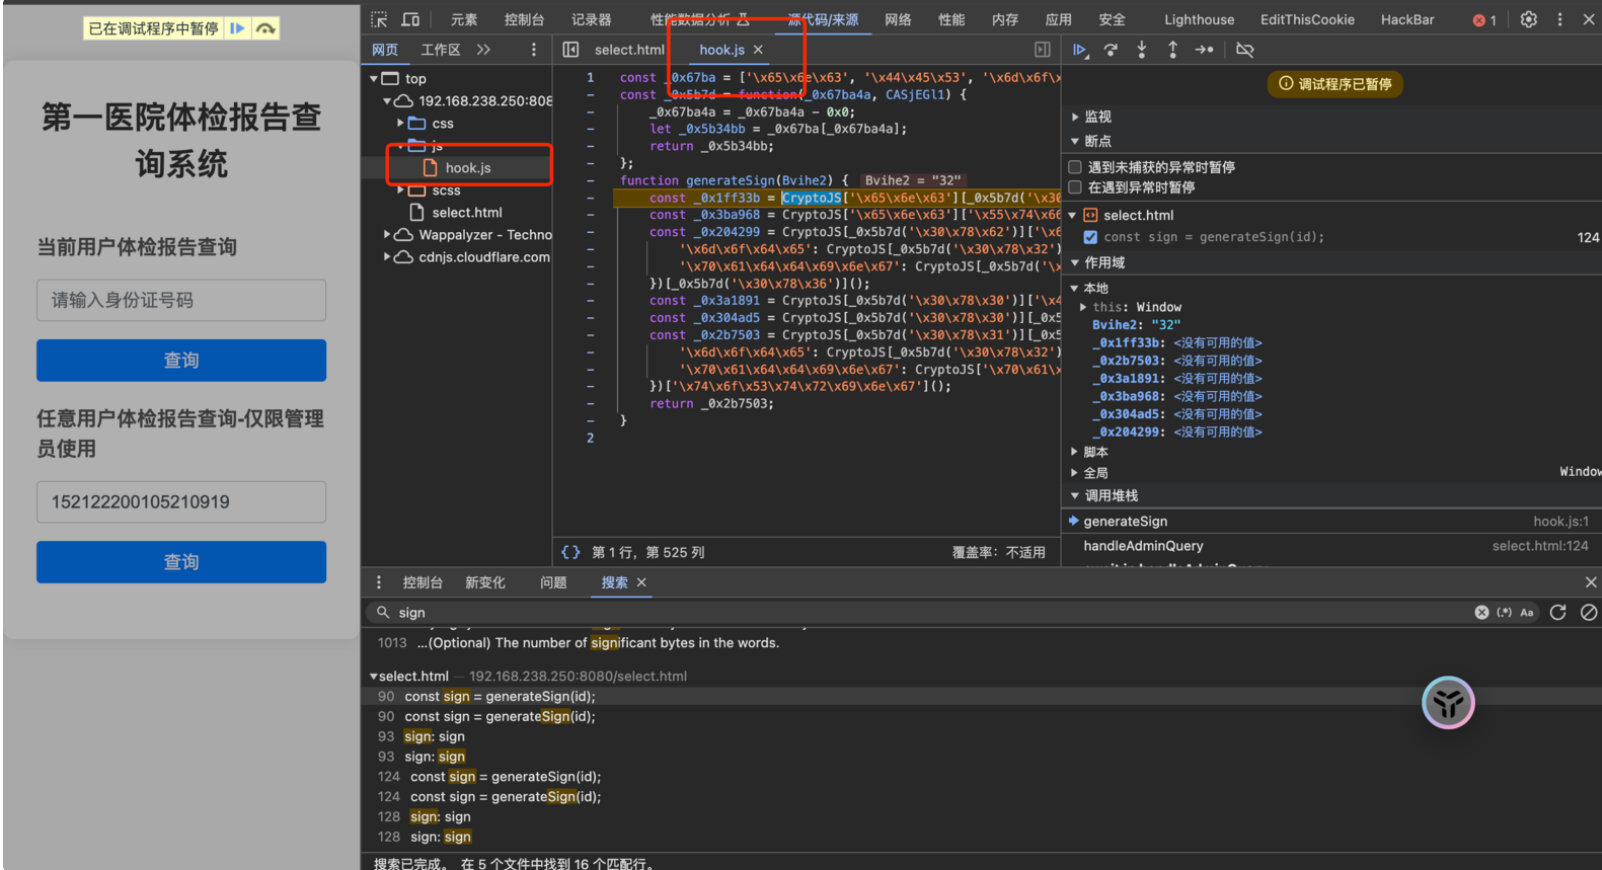 已在调试程序中暂停
第一医院体检报告查
询系统
当前用户体检报告查询
请输入身份证号码
查询
任意用户体检报告查询-仅限管理
员使用
152122200105210919
查询
元素 控制台 记录器 性能数据分析 源代码/来源 网络 性能 内存 应用 安全 Lighthouse EditThisCookie HackBar 1
网页 工作区
top
192.168.238.250:808
css
js
hook.js
scss
select.html
Wappalyzer - Techno
cdnjs.cloudflare.com
select.html hook.js
1 const _0x67ba = ['\x65\x6e\x63', '\x44\x45\x53', '\x6d\x6f\x
const _0x5b7d = function(_0x67ba4a, CASjEGl1) {
_0x67ba4a = _0x67ba4a - 0x0;
let _0x5b34bb = _0x67ba[_0x67ba4a];
return _0x5b34bb;
};
function generateSign(Bvihe2) { Bvihe2 = "32"
const _0x1ff33b = CryptoJS['\x65\x6e\x63'][_0x5b7d('\x30
const _0x3ba968 = CryptoJS['\x65\x6e\x63']['\x55\x74\x66
const _0x204299 = CryptoJS[_0x5b7d('\x30\x78\x62')]['\x6
'\x6d\x6f\x64\x65': CryptoJS[_0x5b7d('\x30\x78\x32')
'\x70\x61\x64\x64\x69\x6e\x67': CryptoJS[_0x5b7d('\x
})[_0x5b7d('\x30\x78\x36')]();
const _0x3a1891 = CryptoJS[_0x5b7d('\x30\x78\x30')]['\x4
const _0x304ad5 = CryptoJS[_0x5b7d('\x30\x78\x30')][_0x5
const _0x2b7503 = CryptoJS[_0x5b7d('\x30\x78\x31')][_0x5
'\x6d\x6f\x64\x65': CryptoJS[_0x5b7d('\x30\x78\x32')
'\x70\x61\x64\x64\x69\x6e\x67': CryptoJS['\x70\x61\x
})['\x74\x6f\x53\x74\x72\x69\x6e\x67']();
return _0x2b7503;
}
2
第 1 行，第 525 列 覆盖率：不适用
调试程序已暂停
监视
断点
遇到未捕获的异常时暂停
在遇到异常时暂停
select.html
const sign = generateSign(id); 124
作用域
本地
this: Window
Bvihe2: "32"
_0x1ff33b: <没有可用的值>
_0x2b7503: <没有可用的值>
_0x3a1891: <没有可用的值>
_0x3ba968: <没有可用的值>
_0x304ad5: <没有可用的值>
_0x204299: <没有可用的值>
脚本
全局 Window
调用堆栈
generateSign hook.js:1
handleAdminQuery select.html:124
控制台 新变化 问题 搜索
sign (.*) Aa
1013 ...(Optional) The number of significant bytes in the words.
select.html — 192.168.238.250:8080/select.html
90 const sign = generateSign(id);
90 const sign = generateSign(id);
93 sign: sign
93 sign: sign
124 const sign = generateSign(id);
124 const sign = generateSign(id);
128 sign: sign
128 sign: sign
搜索已完成。 在 5 个文件中找到 16 个匹配行。